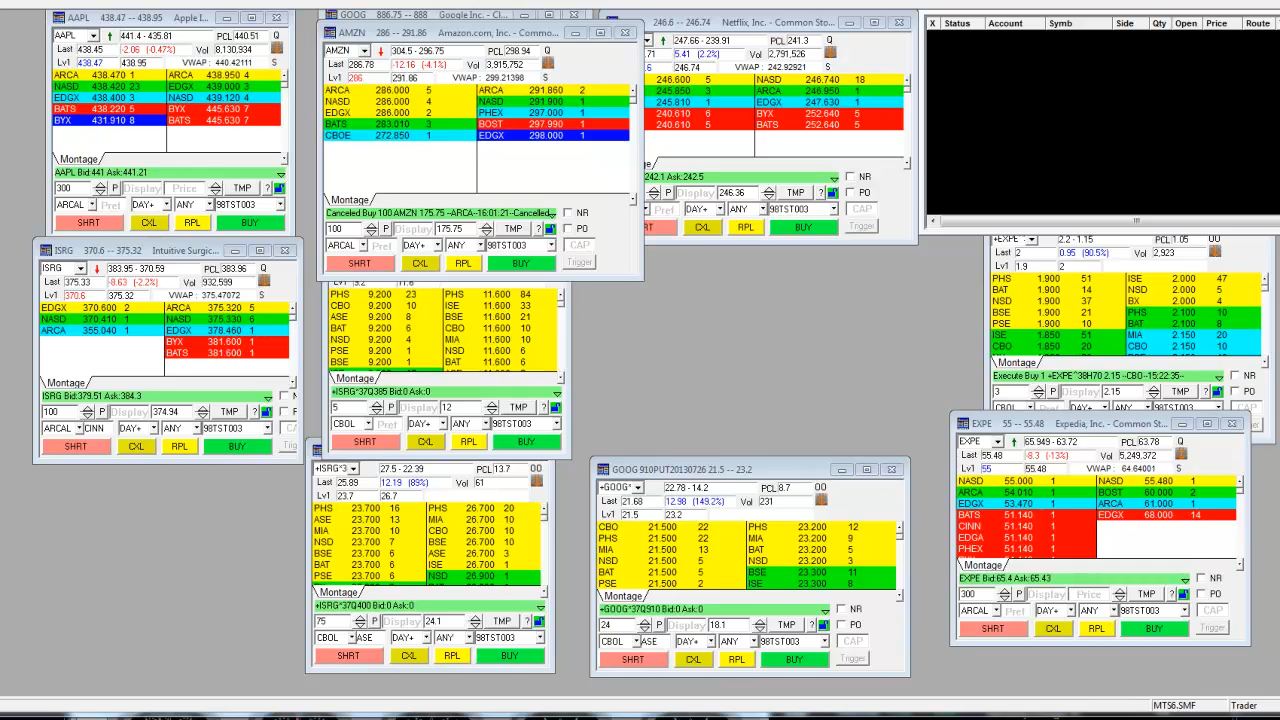 AAPL 438.47 -- 438.95 Apple I...
AAPL 441.4 - 435.81 PCL 440.51 Q
Last 438.45 -2.06 (-0.47%) Vol 8,130,934
Lv1 438.47 438.95 VWAP : 440.42111 S
ARCA 438.470 1 ARCA 438.950 4
NASD 438.420 23 EDGX 439.000 3
EDGX 438.400 3 NASD 439.120 4
BATS 438.220 5 BYX 445.630 7
BYX 431.910 8 BATS 445.630 7
Montage
AAPL Bid:441 Ask:441.21
300 P Display Price TMP ?
ARCAL Pref DAY+ ANY 98TST003
SHRT CXL RPL BUY
GOOG 886.75 -- 888 Google Inc. - Cl...
AMZN 286 -- 291.86 Amazon.com, Inc. - Commo...
AMZN 304.5 - 296.75 PCL 298.94 Q
Last 286.78 -12.16 (-4.1%) Vol 3,915,752
Lv1 286 291.86 VWAP : 299.21398 S
ARCA 286.000 5 ARCA 291.860 2
NASD 286.000 4 NASD 291.900 1
EDGX 286.000 2 PHEX 297.000 1
BATS 283.010 3 BOST 297.990 1
CBOE 272.850 1 EDGX 298.000 1
Montage
Canceled Buy 100 AMZN 175.75 --ARCA--16:01:21--Cancelled NR
100 P Display 175.75 TMP ? PO
ARCAL Pref DAY+ ANY 98TST003 CAP
SHRT CXL RPL BUY Trigger
246.6 -- 246.74 Netflix, Inc. - Common Sto...
247.66 - 239.91 PCL 241.3 Q
5.41 (2.2%) Vol 2,791,526
246.74 VWAP : 242.92921 S
246.600 5 NASD 246.740 18
245.850 3 ARCA 246.950 1
245.810 1 EDGX 247.630 1
240.610 6 BYX 252.640 5
240.610 5 BATS 252.640 6
242.1 Ask:242.5 NR
P Display 246.36 TMP ? PO
Pref DAY+ ANY 98TST003 CAP
RT CXL RPL BUY Trigger
X Status Account Symb Side Qty Open Price Route
ISRG 370.6 -- 375.32 Intuitive Surgic...
ISRG 383.95 - 370.59 PCL 383.96 Q
Last 375.33 -8.63 (-2.2%) Vol 932,599
Lv1 370.6 375.32 VWAP : 375.47072 S
EDGX 370.600 2 ARCA 375.320 5
NASD 370.410 1 NASD 375.330 6
ARCA 355.040 1 EDGX 378.460 1
BYX 381.600 1
BATS 381.600 1
Montage
ISRG Bid:379.51 Ask:384.3
100 P Display 374.94 TMP ?
ARCAL CINN DAY+ ANY 98TST003
SHRT CXL RPL BUY
PHS 9.200 23 PHS 11.600 84
CBO 9.200 10 ISE 11.600 33
ASE 9.200 8 BSE 11.600 21
BAT 9.200 6 CBO 11.600 10
NSD 9.200 4 MIA 11.600 10
PSE 9.200 1 NSD 11.600 6
BSE 9.200 1 BAT 11.600 6
Montage
+ISRG*37Q385 Bid:0 Ask:0
5 P Display 12 TMP ?
CBOL Pref DAY+ ANY 98TST003
SHRT CXL RPL BUY
+EXPE* 2.2 - 1.15 PCL 1.05 OO
Last 2 0.95 (90.5%) Vol 2,923
Lv1 1.9 2
PHS 1.900 51 ISE 2.000 47
BAT 1.900 14 NSD 2.000 5
NSD 1.900 37 BX 2.000 4
BSE 1.900 21 PHS 2.100 10
PSE 1.900 10 BAT 2.100 8
ISE 1.850 51 MIA 2.150 20
CBO 1.850 20 CBO 2.150 10
Montage
Execute Buy 1 +EXPE^38H70 2.15 --CBO--15:22:35-- NR
3 P Display 2.15 TMP ? PO
CBOL Pref DAY+ ANY 98TST003
+ISRG*3 27.5 - 22.39 PCL 13.7 OO
Last 25.89 12.19 (89%) Vol 61
Lv1 23.7 26.7
PHS 23.700 16 PHS 26.700 20
ASE 23.700 13 MIA 26.700 10
MIA 23.700 10 CBO 26.700 10
NSD 23.700 7 BSE 26.700 10
BSE 23.700 6 ASE 26.700 3
BAT 23.700 6 ISE 26.700 2
PSE 23.700 6 NSD 26.900 1
Montage
+ISRG*37Q400 Bid:0 Ask:0
75 P Display 24.1 TMP ?
CBOL ASE DAY+ ANY 98TST003
SHRT CXL RPL BUY
GOOG 910PUT20130726 21.5 -- 23.2
+GOOG* 22.78 - 14.2 PCL 8.7 OO
Last 21.68 12.98 (149.2%) Vol 231
Lv1 21.5 23.2
CBO 21.500 22 PHS 23.200 12
PHS 21.500 22 MIA 23.200 9
MIA 21.500 13 BAT 23.200 5
NSD 21.500 5 NSD 23.200 3
BAT 21.500 5 BSE 23.300 11
PSE 21.500 2 ISE 23.300 8
Montage
+GOOG*37Q910 Bid:0 Ask:0 NR
24 P Display 18.1 TMP ? PO
CBOL ASE DAY+ ANY 98TST003 CAP
SHRT CXL RPL BUY Trigger
EXPE 55 -- 55.48 Expedia, Inc. - Common St...
EXPE 65.949 - 63.72 PCL 63.78 Q
Last 55.48 -8.3 (-13%) Vol 5,249,372
Lv1 55 55.48 VWAP : 64.64001 S
NASD 55.000 1 NASD 55.480 1
ARCA 54.010 1 BOST 60.000 2
EDGX 53.470 1 ARCA 61.000 1
BATS 51.140 1 EDGX 68.000 14
CINN 51.140 1
EDGA 51.140 1
PHEX 51.140 1
Montage
EXPE Bid:65.4 Ask:65.43 NR
300 P Display Price TMP ? PO
ARCAL Pref DAY+ ANY 98TST003 CAP
SHRT CXL RPL BUY Trigger
MTS6.SMF Trader